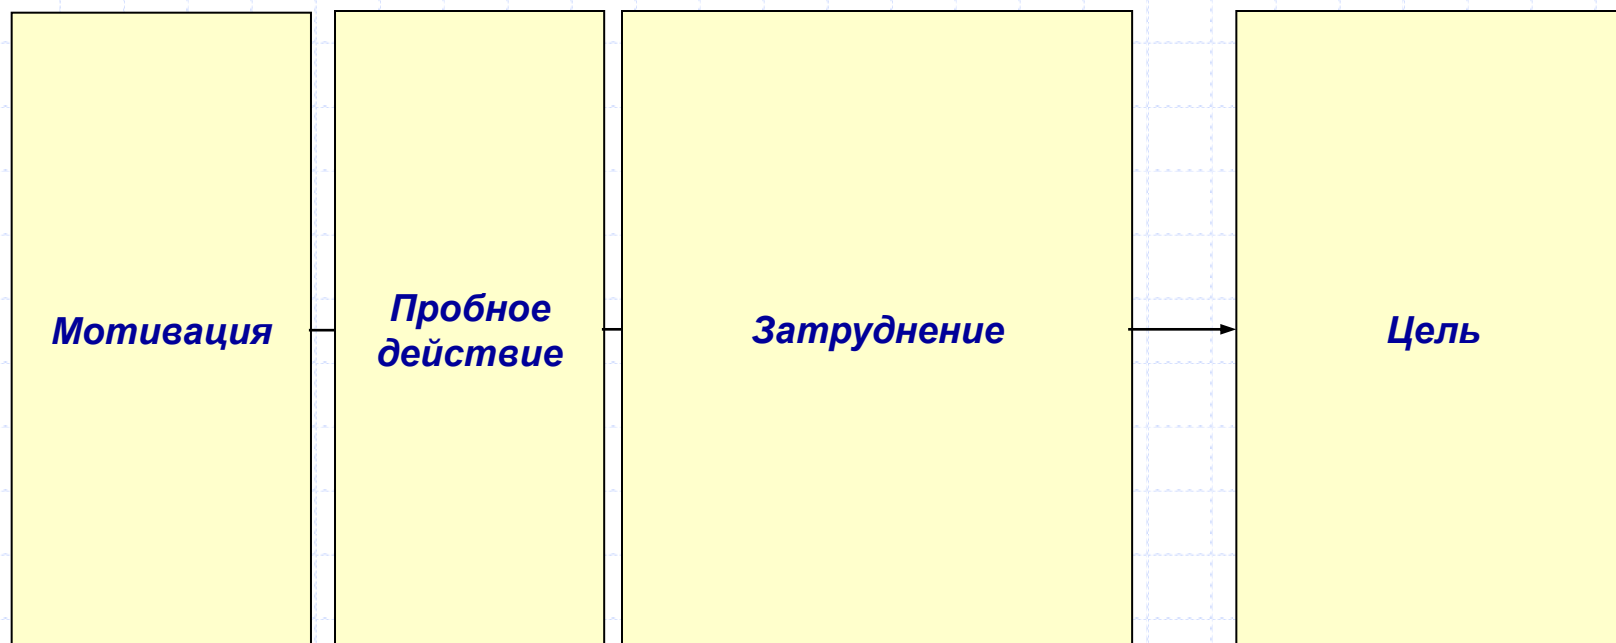 Мотивация
Пробное
действие
Затруднение
Цель